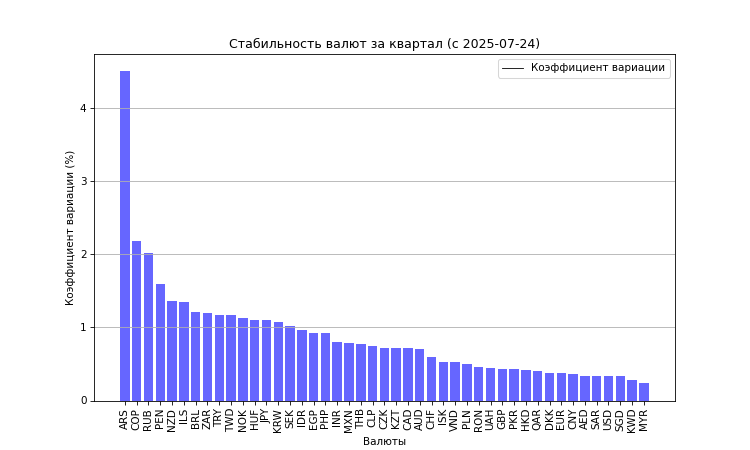 Стабильность валют за квартал (с 2025-07-24)
Коэффициент вариации
Коэффициент вариации (%)
4
3
2
1
0
ARS COP RUB PEN NZD ILS BRL ZAR TRY TWD NOK HUF JPY KRW SEK IDR EGP PHP INR MXN THB CLP CZK KZT CAD AUD CHF ISK VND PLN RON UAH GBP PKR HKD QAR DKK EUR CNY AED SAR USD SGD KWD MYR
Валюты